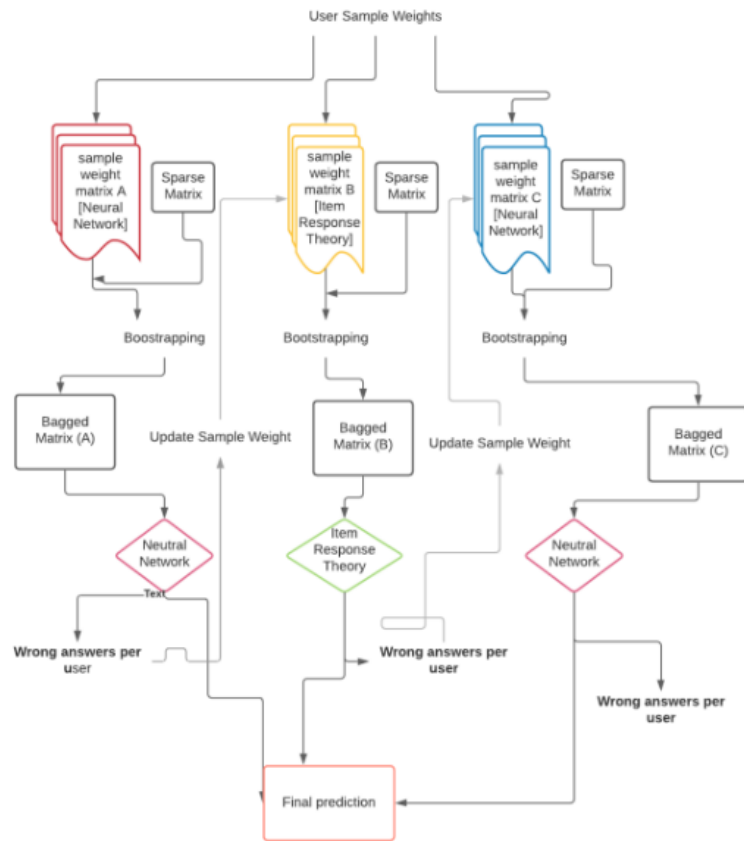 User Sample Weights
sample
weight
matrix A
[Neural
Network]
Sparse
Matrix
sample
weight
matrix B
[Item
Response
Theory]
Sparse
Matrix
sample
weight
matrix C
[Neural
Network]
Sparse
Matrix
Boostrapping
Bootstrapping
Bootstrapping
Bagged
Matrix (A)
Update Sample Weight
Bagged
Matrix (B)
Update Sample Weight
Bagged
Matrix (C)
Neutral
Network
Item
Response
Theory
Neutral
Network
Text
Wrong answers per
user
Wrong answers per
user
Wrong answers per
user
Final prediction